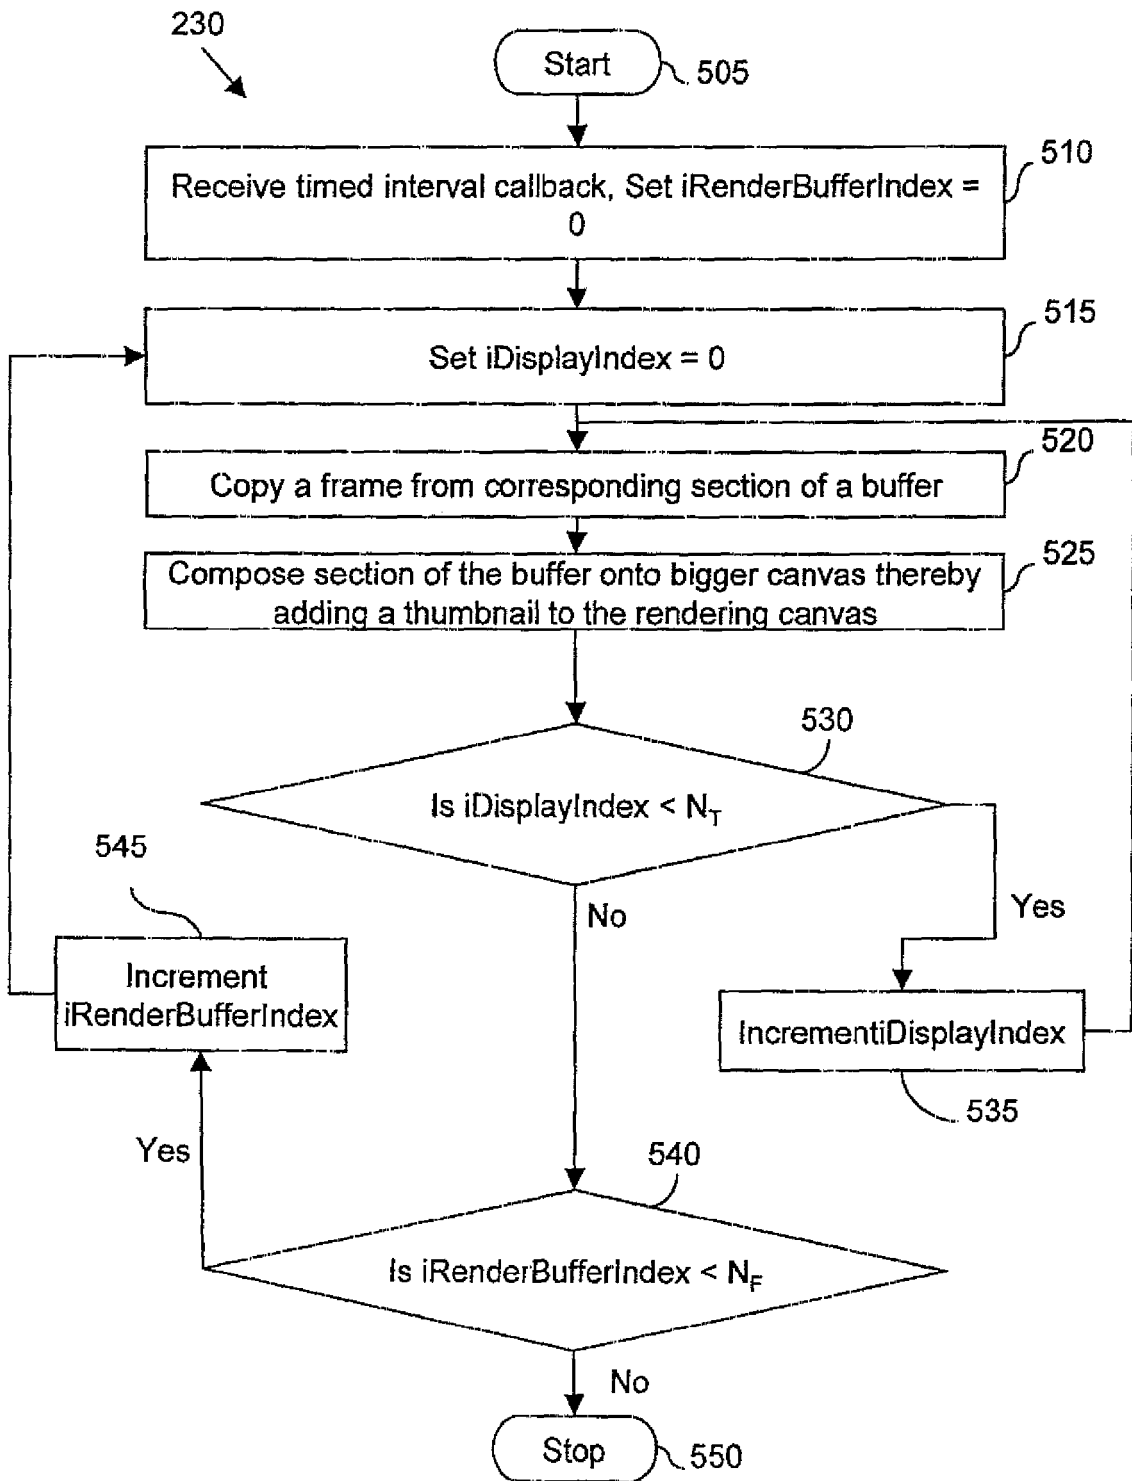 230
Start
505
510
Receive timed interval callback, Set iRenderBufferIndex =
0
515
Set iDisplayIndex = 0
520
Copy a frame from corresponding section of a buffer
525
Compose section of the buffer onto bigger canvas thereby
adding a thumbnail to the rendering canvas
530
Is iDisplayIndex < N_T
545
No
Yes
Increment
iRenderBufferIndex
IncrementiDisplayIndex
535
Yes
540
Is iRenderBufferIndex < N_F
No
Stop
550